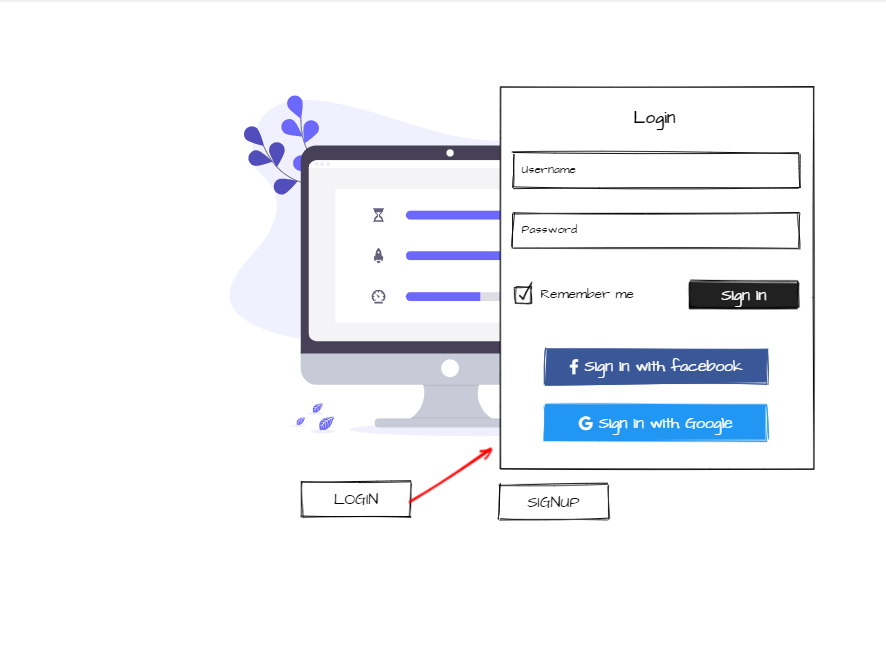 Login
Username
Password
Remember me
Sign In
Sign In with facebook
G Sign In with Google
LOGIN
SIGNUP